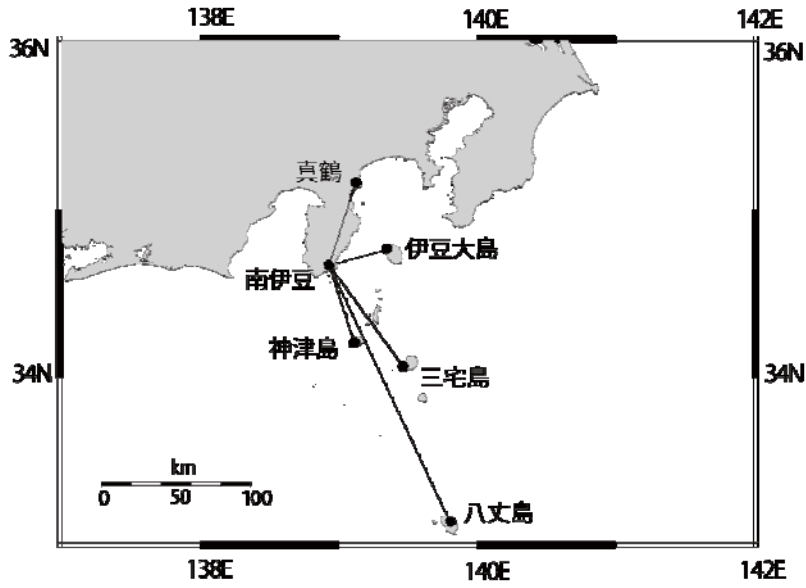 138E 140E 142E
36N 36N
真鶴
伊豆大島
南伊豆
神津島
34N 34N
三宅島
km
0 50 100
八丈島
138E 140E 142E